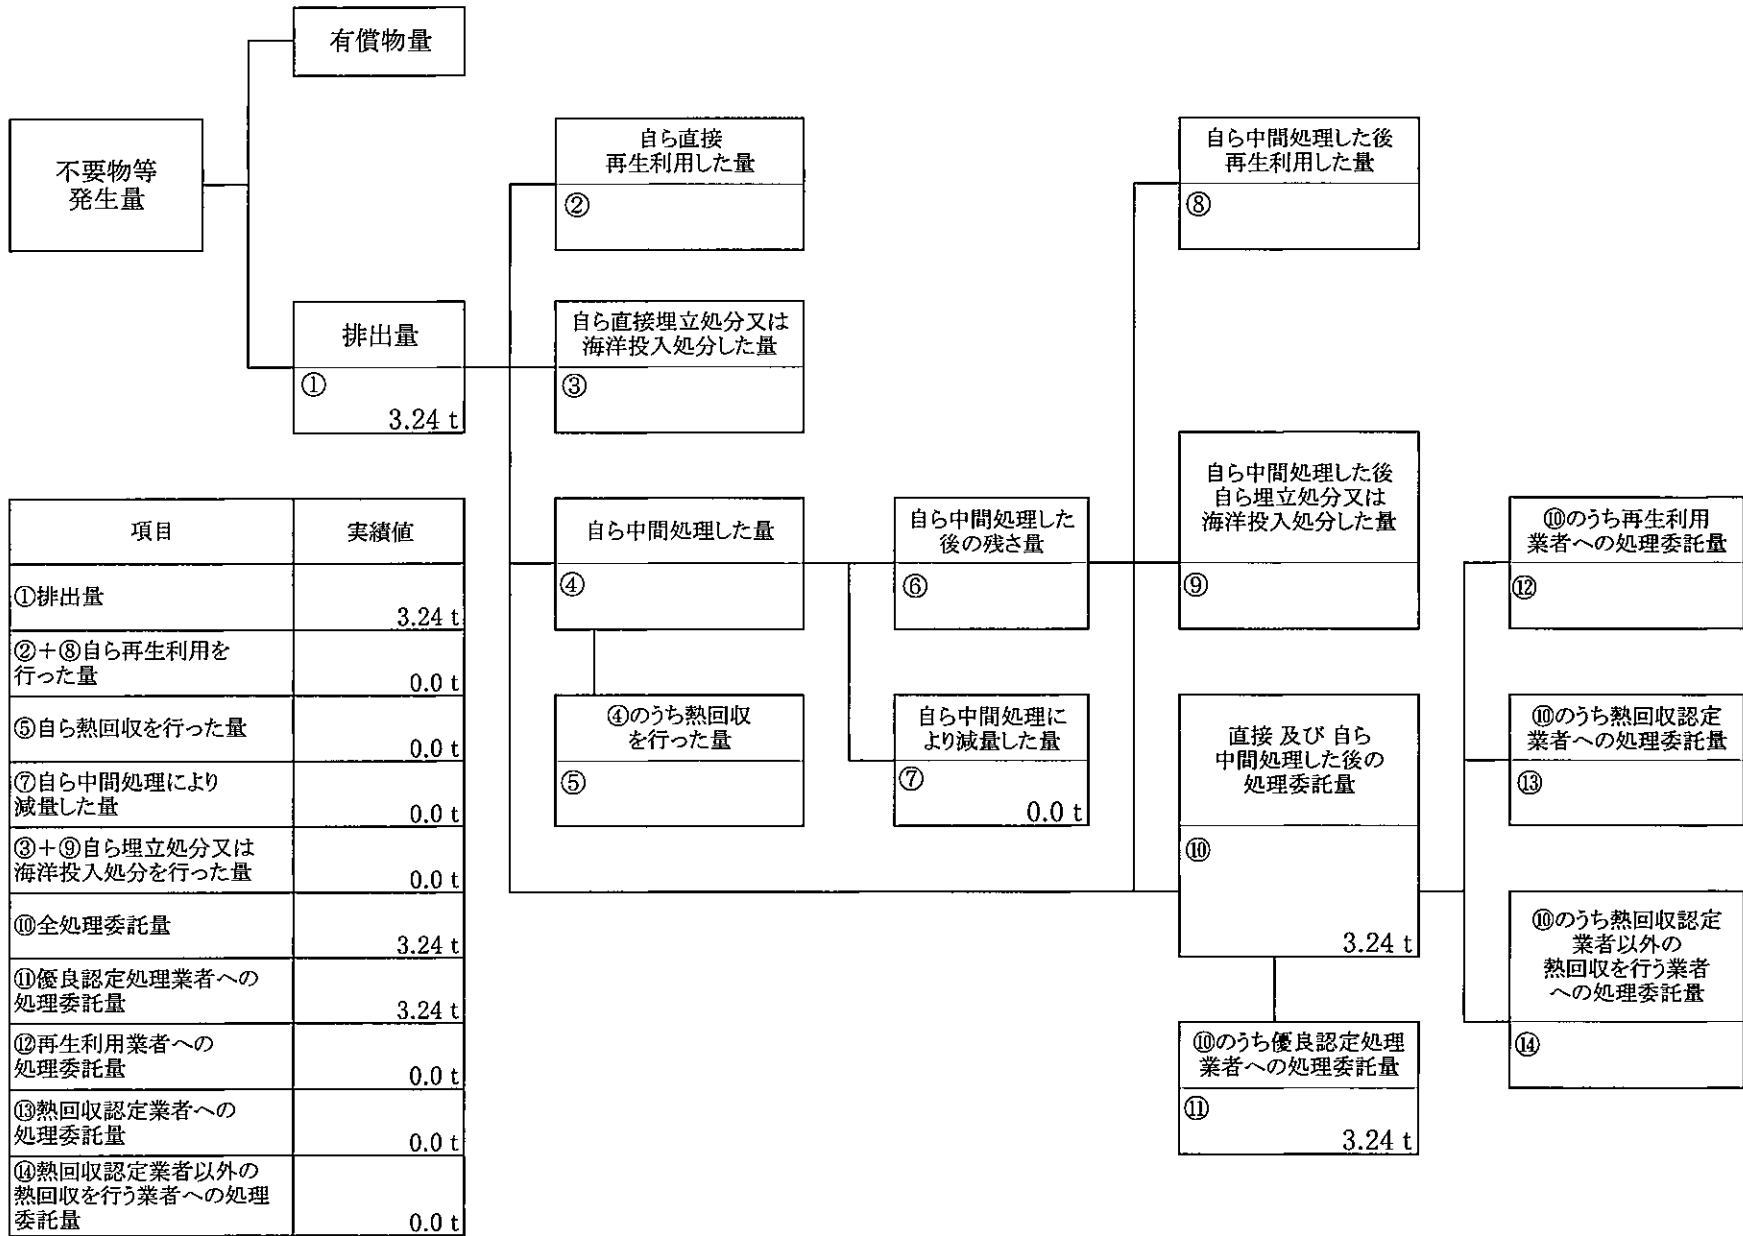 有償物量
不要物等
発生量
自ら直接
再生利用した量
②
自ら中間処理した後
再生利用した量
⑧
排出量
①
3.24 t
自ら直接埋立処分又は
海洋投入処分した量
③
自ら中間処理した量
④
自ら中間処理した
後の残さ量
⑥
自ら中間処理した後
自ら埋立処分又は
海洋投入処分した量
⑨
⑩のうち再生利用
業者への処理委託量
⑫
④のうち熱回収
を行った量
⑤
自ら中間処理に
より減量した量
⑦
0.0 t
直接 及び 自ら
中間処理した後の
処理委託量
⑩
3.24 t
⑩のうち熱回収認定
業者への処理委託量
⑬
⑩のうち熱回収認定
業者以外の
熱回収を行う業者
への処理委託量
⑭
⑩のうち優良認定処理
業者への処理委託量
⑪
3.24 t
項目 実績値
①排出量
3.24 t
②+⑧自ら再生利用を
行った量
0.0 t
⑤自ら熱回収を行った量
0.0 t
⑦自ら中間処理により
減量した量
0.0 t
③+⑨自ら埋立処分又は
海洋投入処分を行った量
0.0 t
⑩全処理委託量
3.24 t
⑪優良認定処理業者への
処理委託量
3.24 t
⑫再生利用業者への
処理委託量
0.0 t
⑬熱回収認定業者への
処理委託量
0.0 t
⑭熱回収認定業者以外の
熱回収を行う業者への処理
委託量
0.0 t